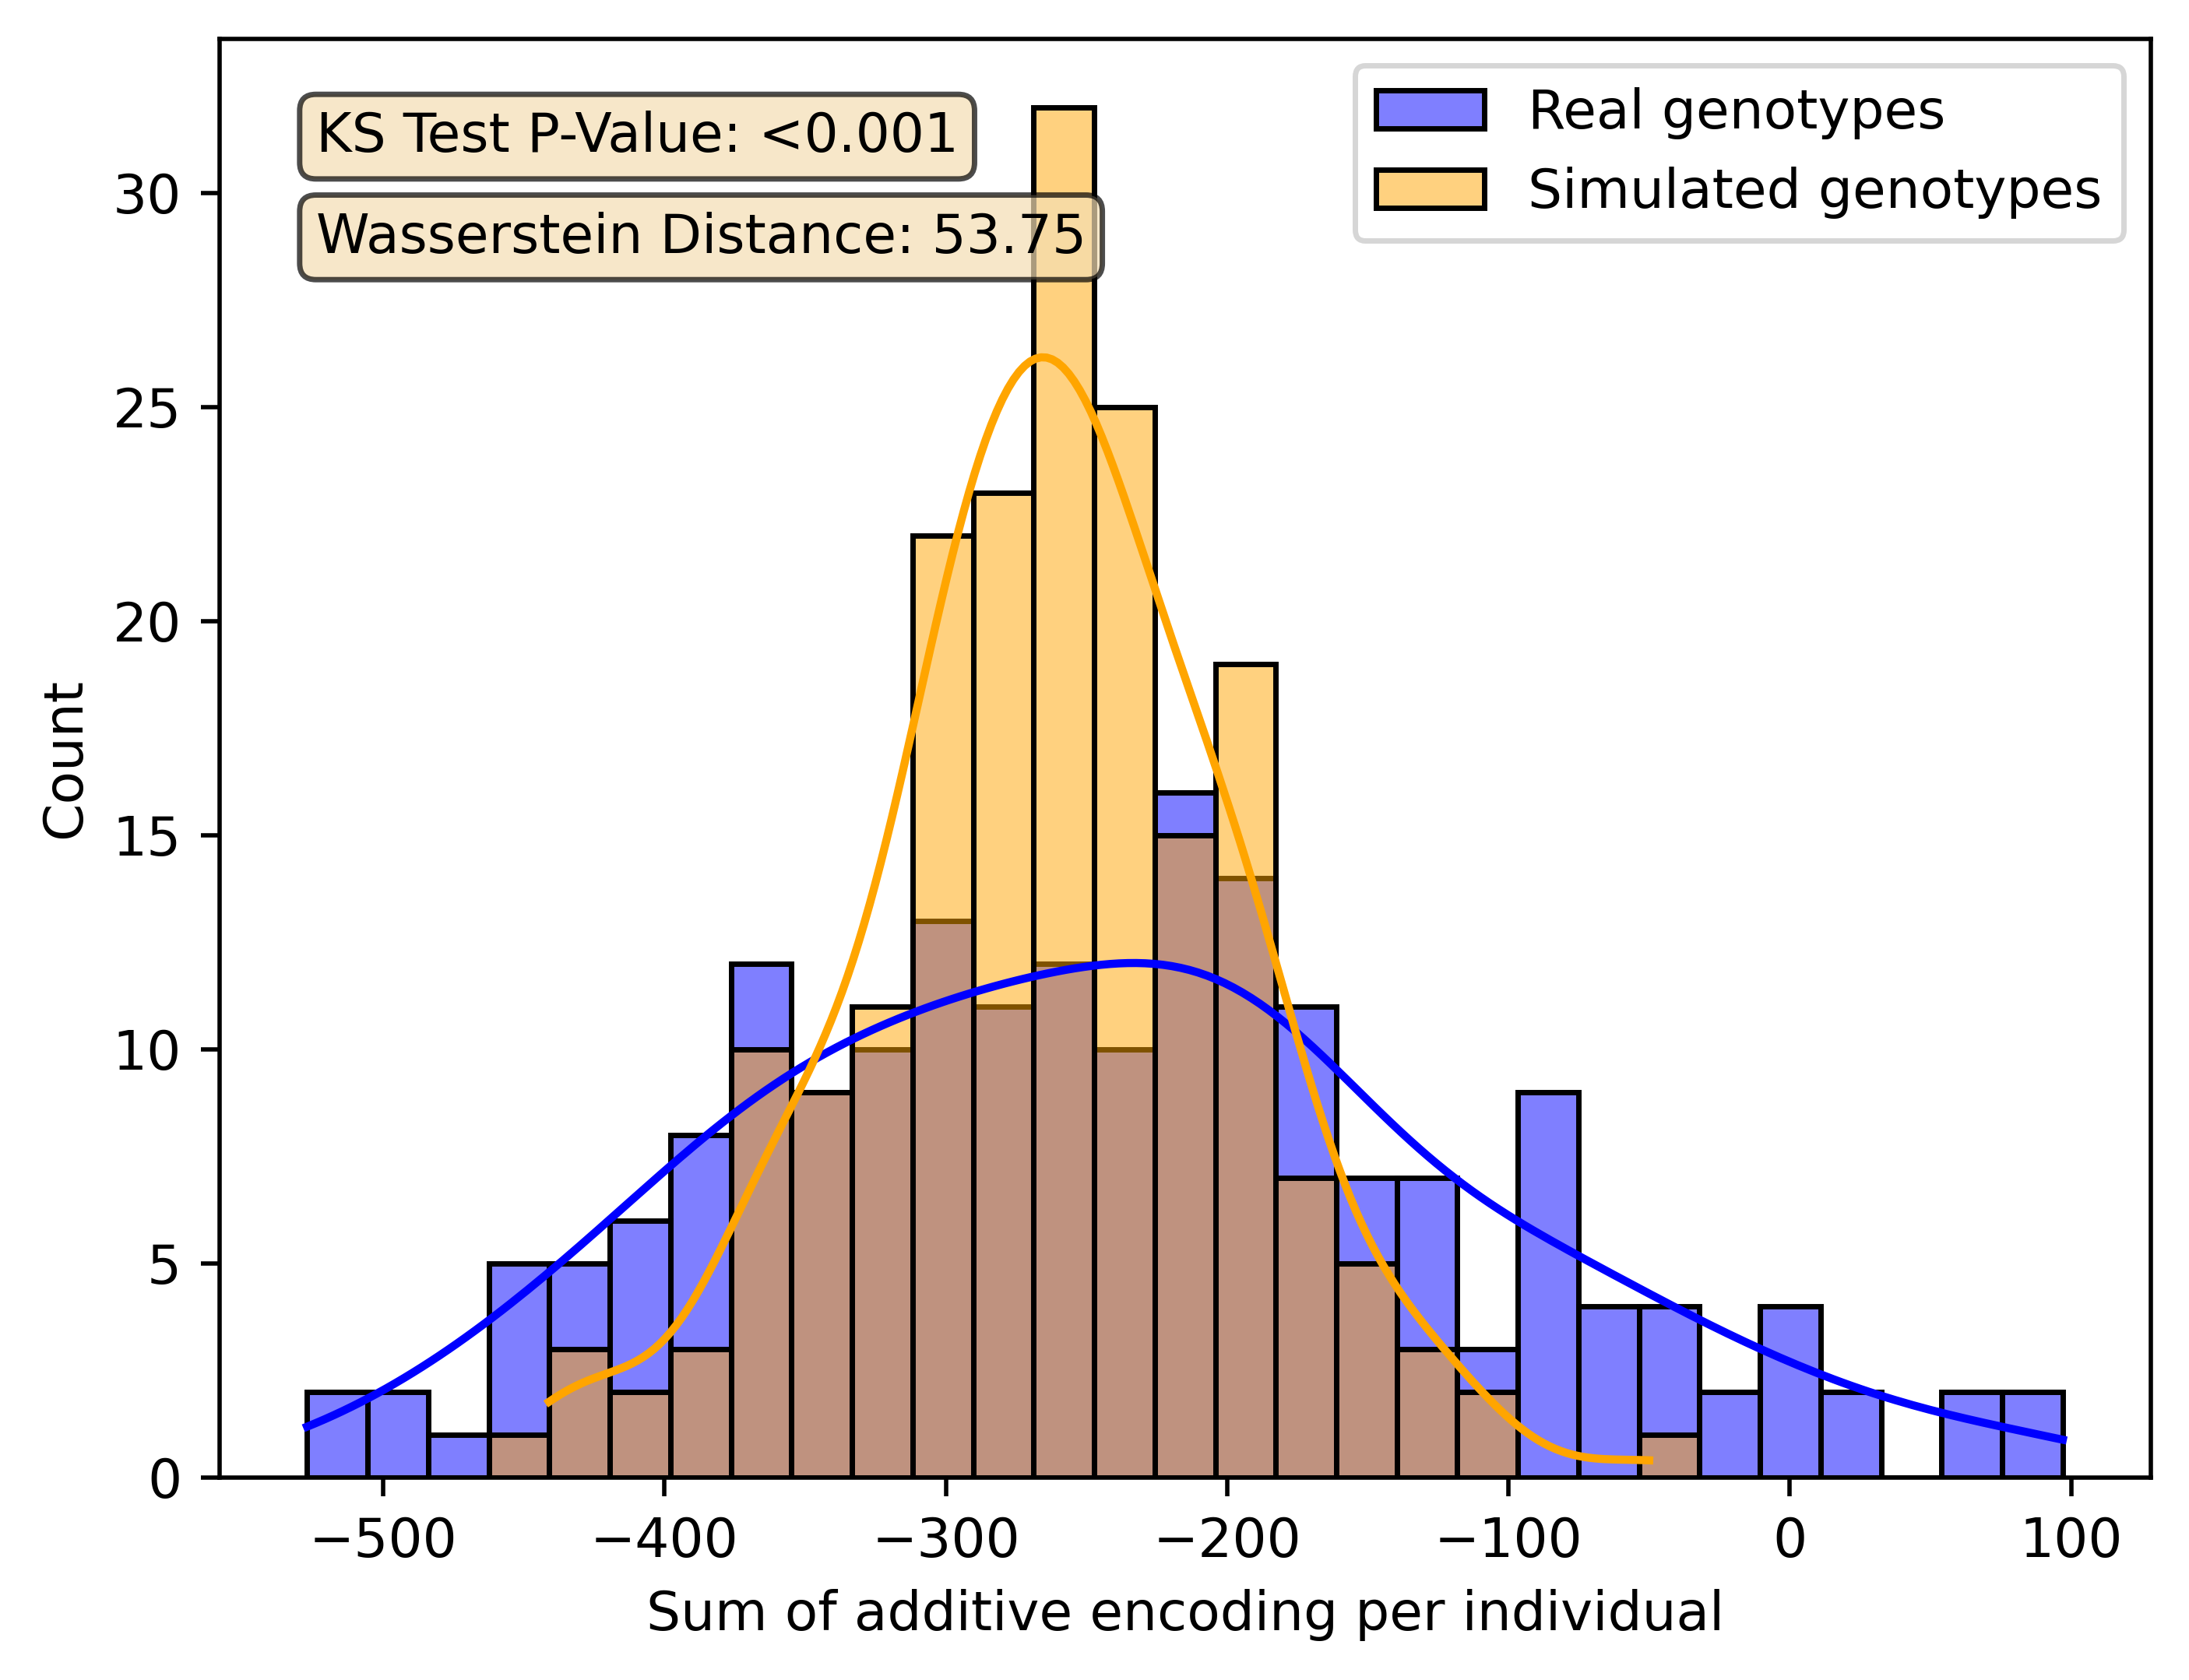 KS Test P-Value: <0.001
Wasserstein Distance: 53.75
Real genotypes
Simulated genotypes
Count
30
25
20
15
10
5
0
−500 −400 −300 −200 −100 0 100
Sum of additive encoding per individual